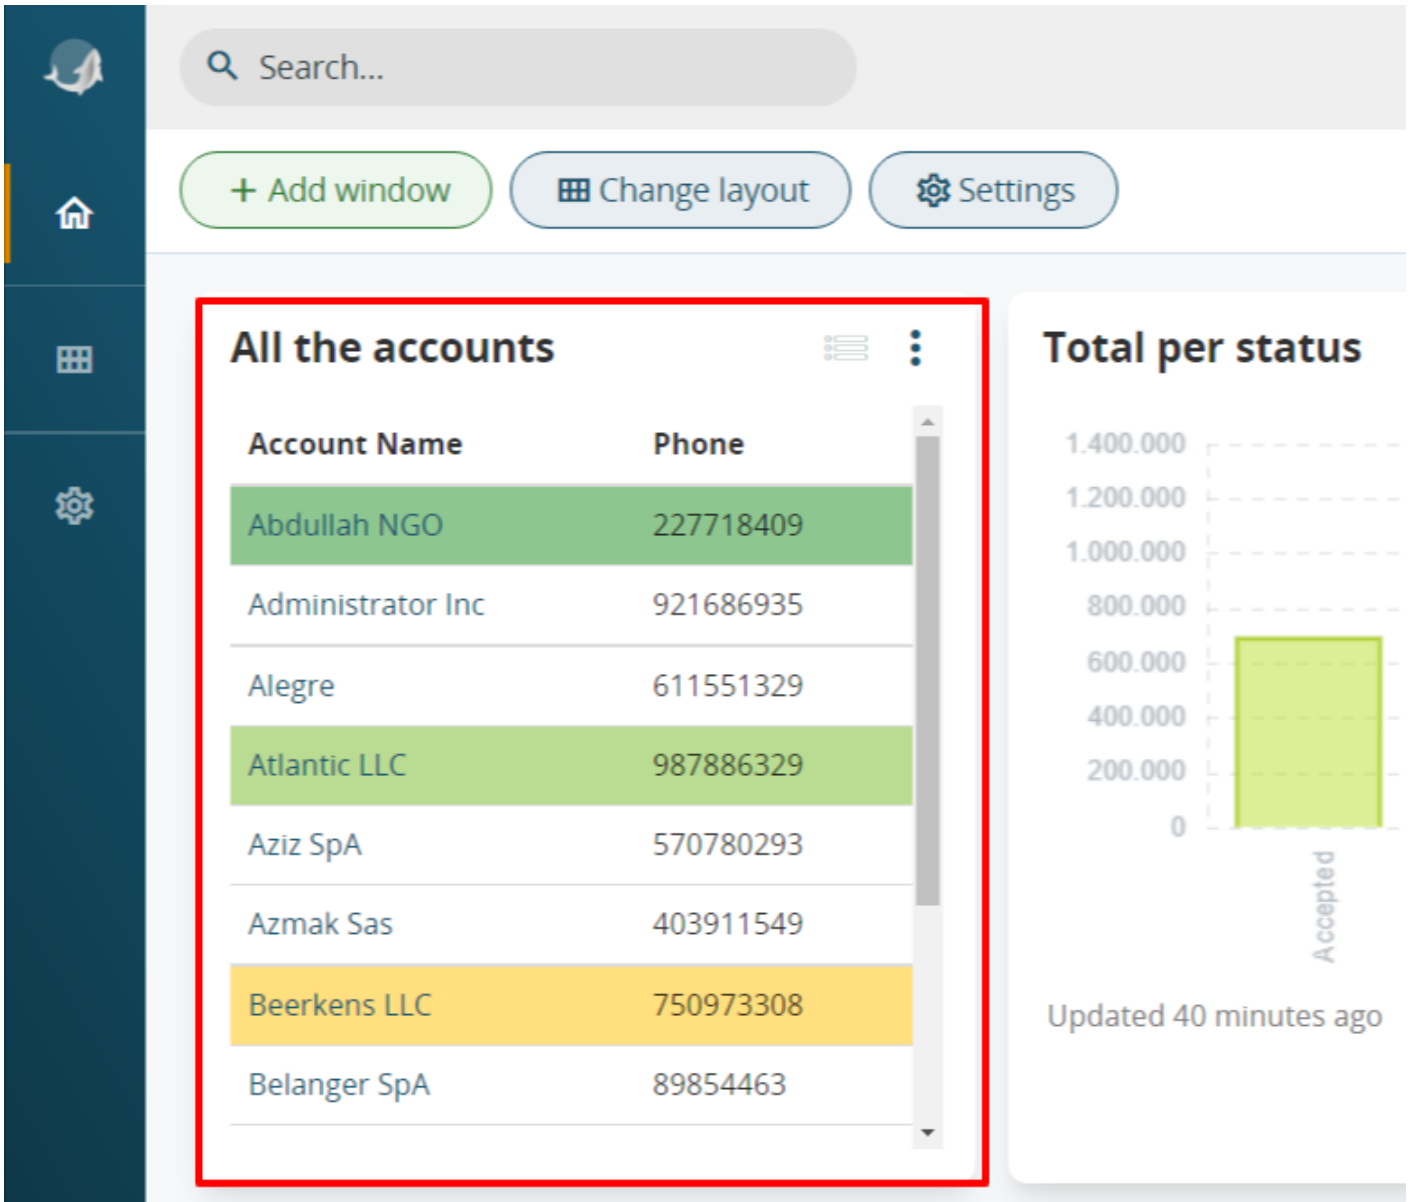 Search...
+ Add window
Change layout
Settings
All the accounts
Account Name Phone
Abdullah NGO 227718409
Administrator Inc 921686935
Alegre 611551329
Atlantic LLC 987886329
Aziz SpA 570780293
Azmak Sas 403911549
Beerkens LLC 750973308
Belanger SpA 89854463
Total per status
1.400.000
1.200.000
1.000.000
800.000
600.000
400.000
200.000
0
Accepted
Updated 40 minutes ago